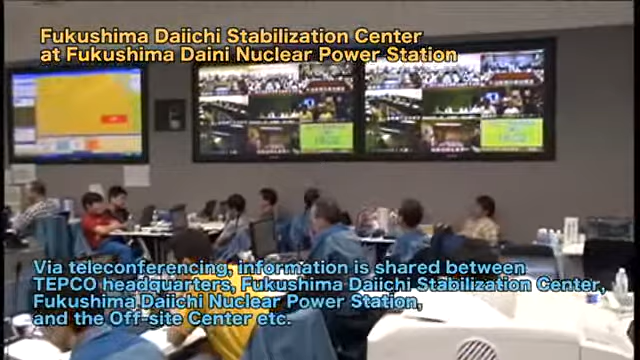 Fukushima Daiichi Stabilization Center
at Fukushima Daini Nuclear Power Station
Via teleconferencing, information is shared between
TEPCO headquarters, Fukushima Daiichi Stabilization Center,
Fukushima Daiichi Nuclear Power Station,
and the Off-site Center etc.